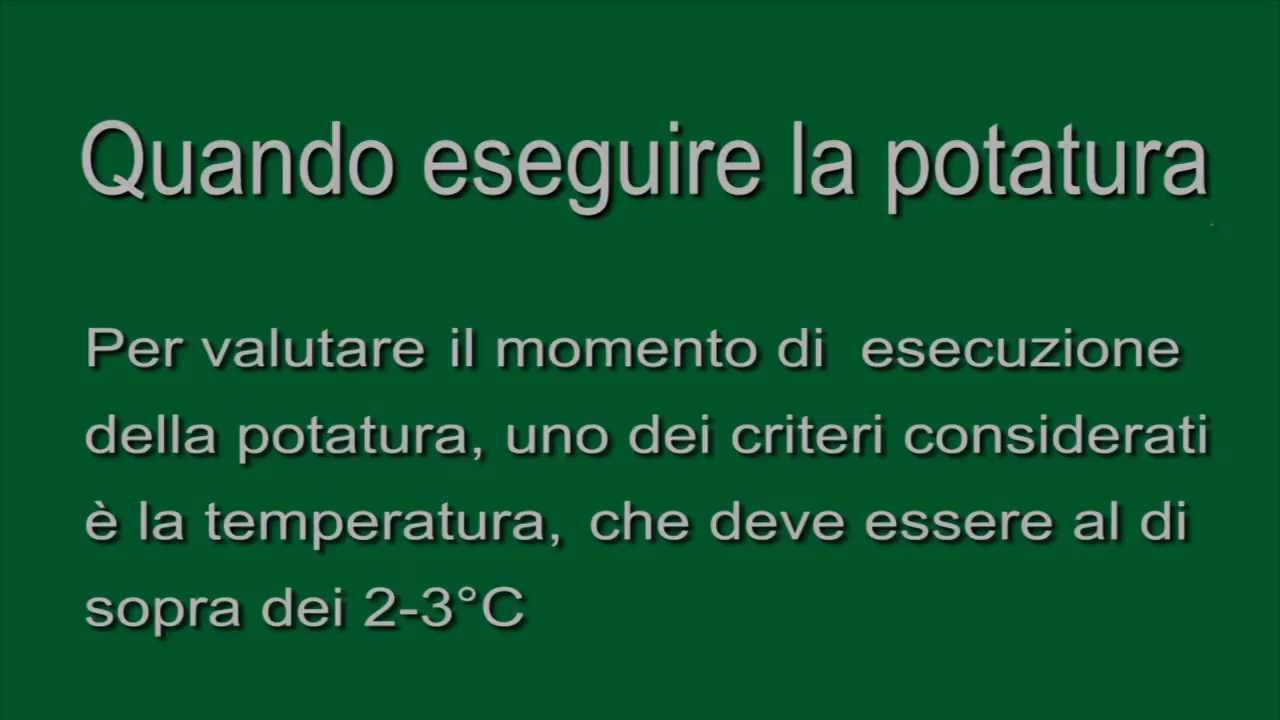 Quando eseguire la potatura
Per valutare il momento di esecuzione
della potatura, uno dei criteri considerati
è la temperatura, che deve essere al di
sopra dei 2-3°C